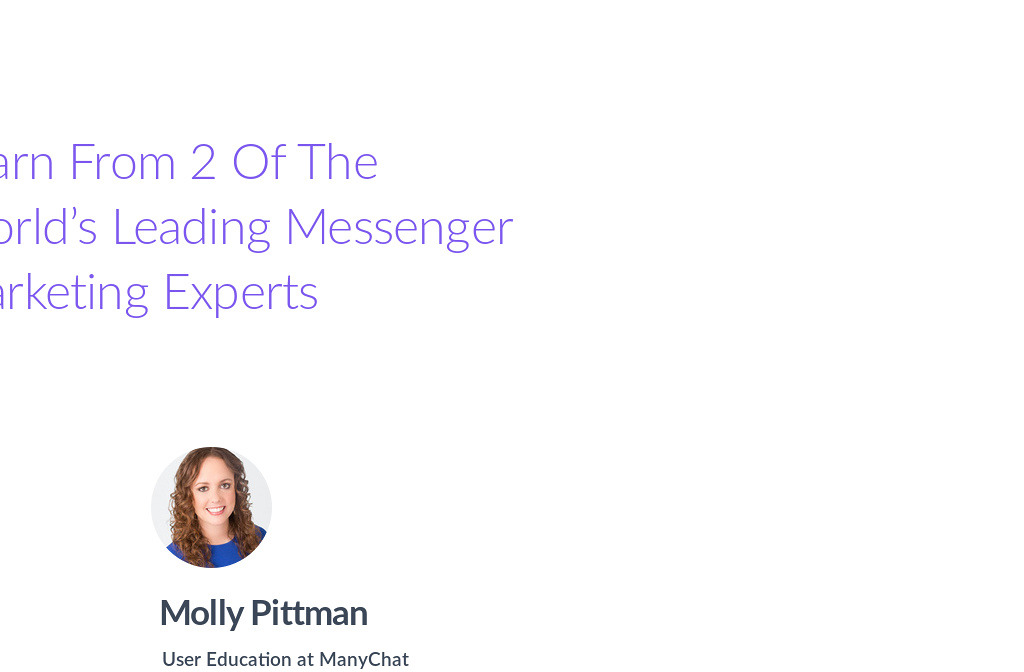 arn From 2 Of The
orld’s Leading Messenger
arketing Experts
Molly Pittman
User Education at ManyChat